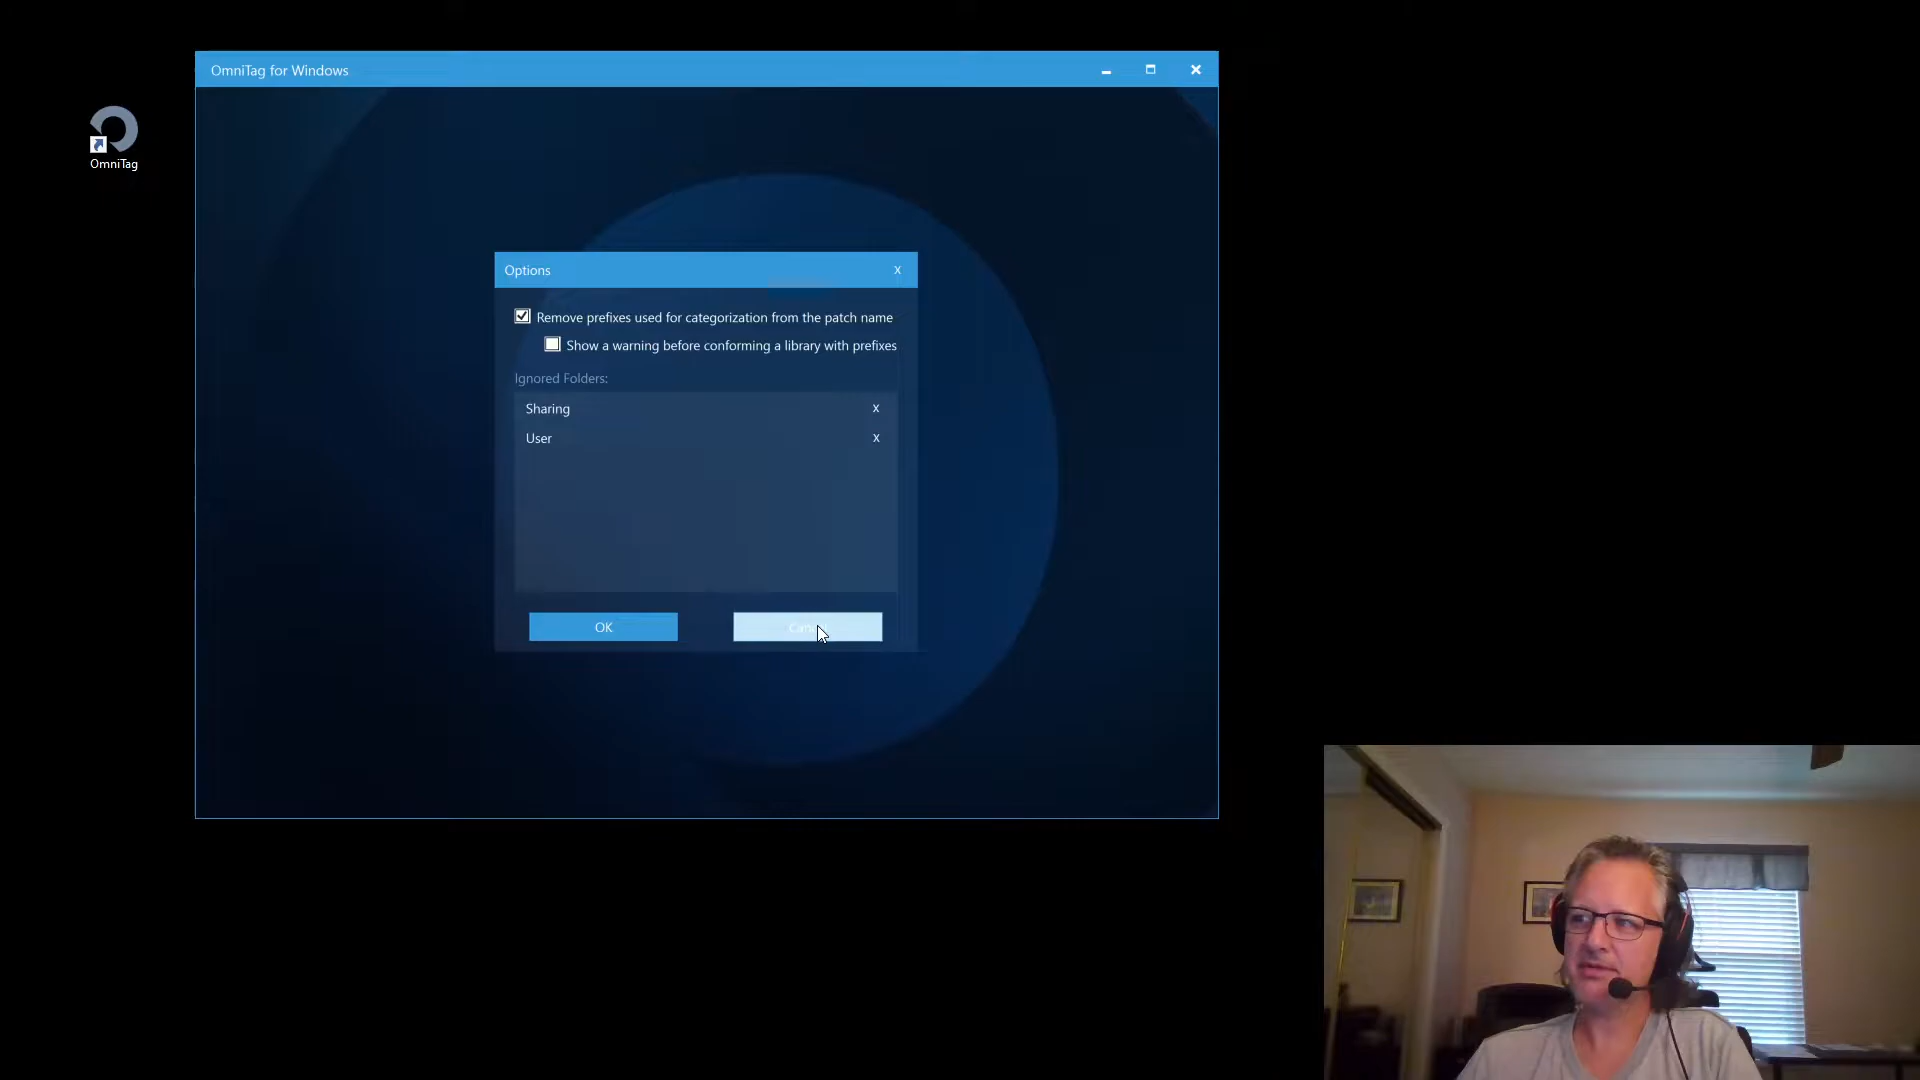 OmniTag for Windows
OmniTag
Options
X
Remove prefixes used for categorization from the patch name
Show a warning before conforming a library with prefixes
Ignored Folders:
Sharing
X
User
X
OK